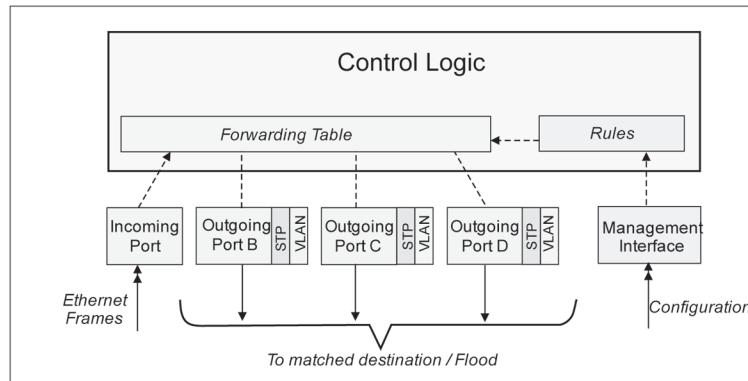 Control Logic
Forwarding Table
Rules
Incoming
Port
Outgoing
Port B
STP
VLAN
Outgoing
Port C
STP
VLAN
Outgoing
Port D
STP
VLAN
Management
Interface
Ethernet
Frames
Configuration
To matched destination / Flood